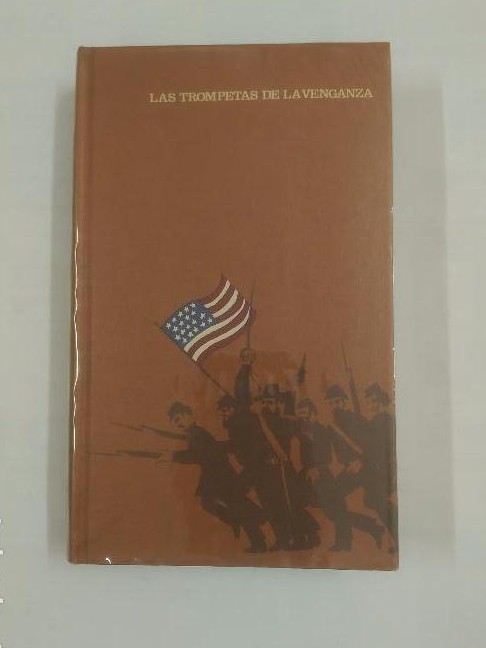 LAS TROMPETAS DE LA VENGANZA